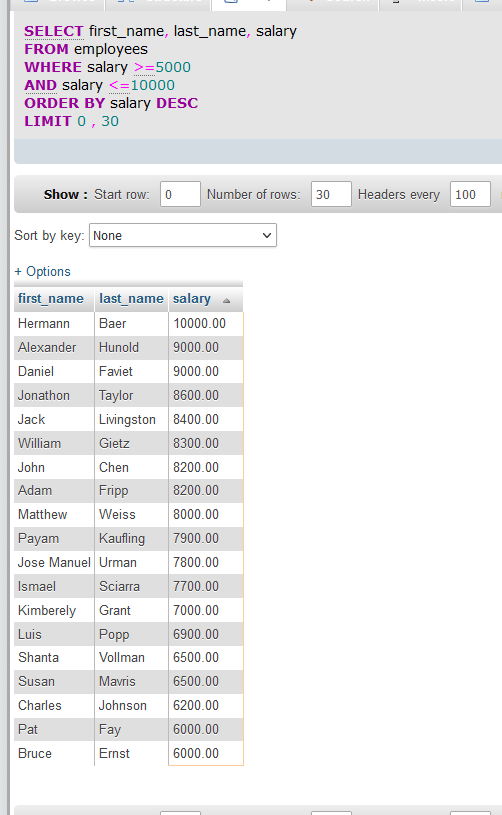 SELECT first_name, last_name, salary
FROM employees
WHERE salary >=5000
AND salary <=10000
ORDER BY salary DESC
LIMIT 0 , 30
Show : Start row: 0 Number of rows: 30 Headers every 100
Sort by key: None
+ Options
first_name last_name salary
Hermann Baer 10000.00
Alexander Hunold 9000.00
Daniel Faviet 9000.00
Jonathon Taylor 8600.00
Jack Livingston 8400.00
William Gietz 8300.00
John Chen 8200.00
Adam Fripp 8200.00
Matthew Weiss 8000.00
Payam Kaufling 7900.00
Jose Manuel Urman 7800.00
Ismael Sciarra 7700.00
Kimberely Grant 7000.00
Luis Popp 6900.00
Shanta Vollman 6500.00
Susan Mavris 6500.00
Charles Johnson 6200.00
Pat Fay 6000.00
Bruce Ernst 6000.00